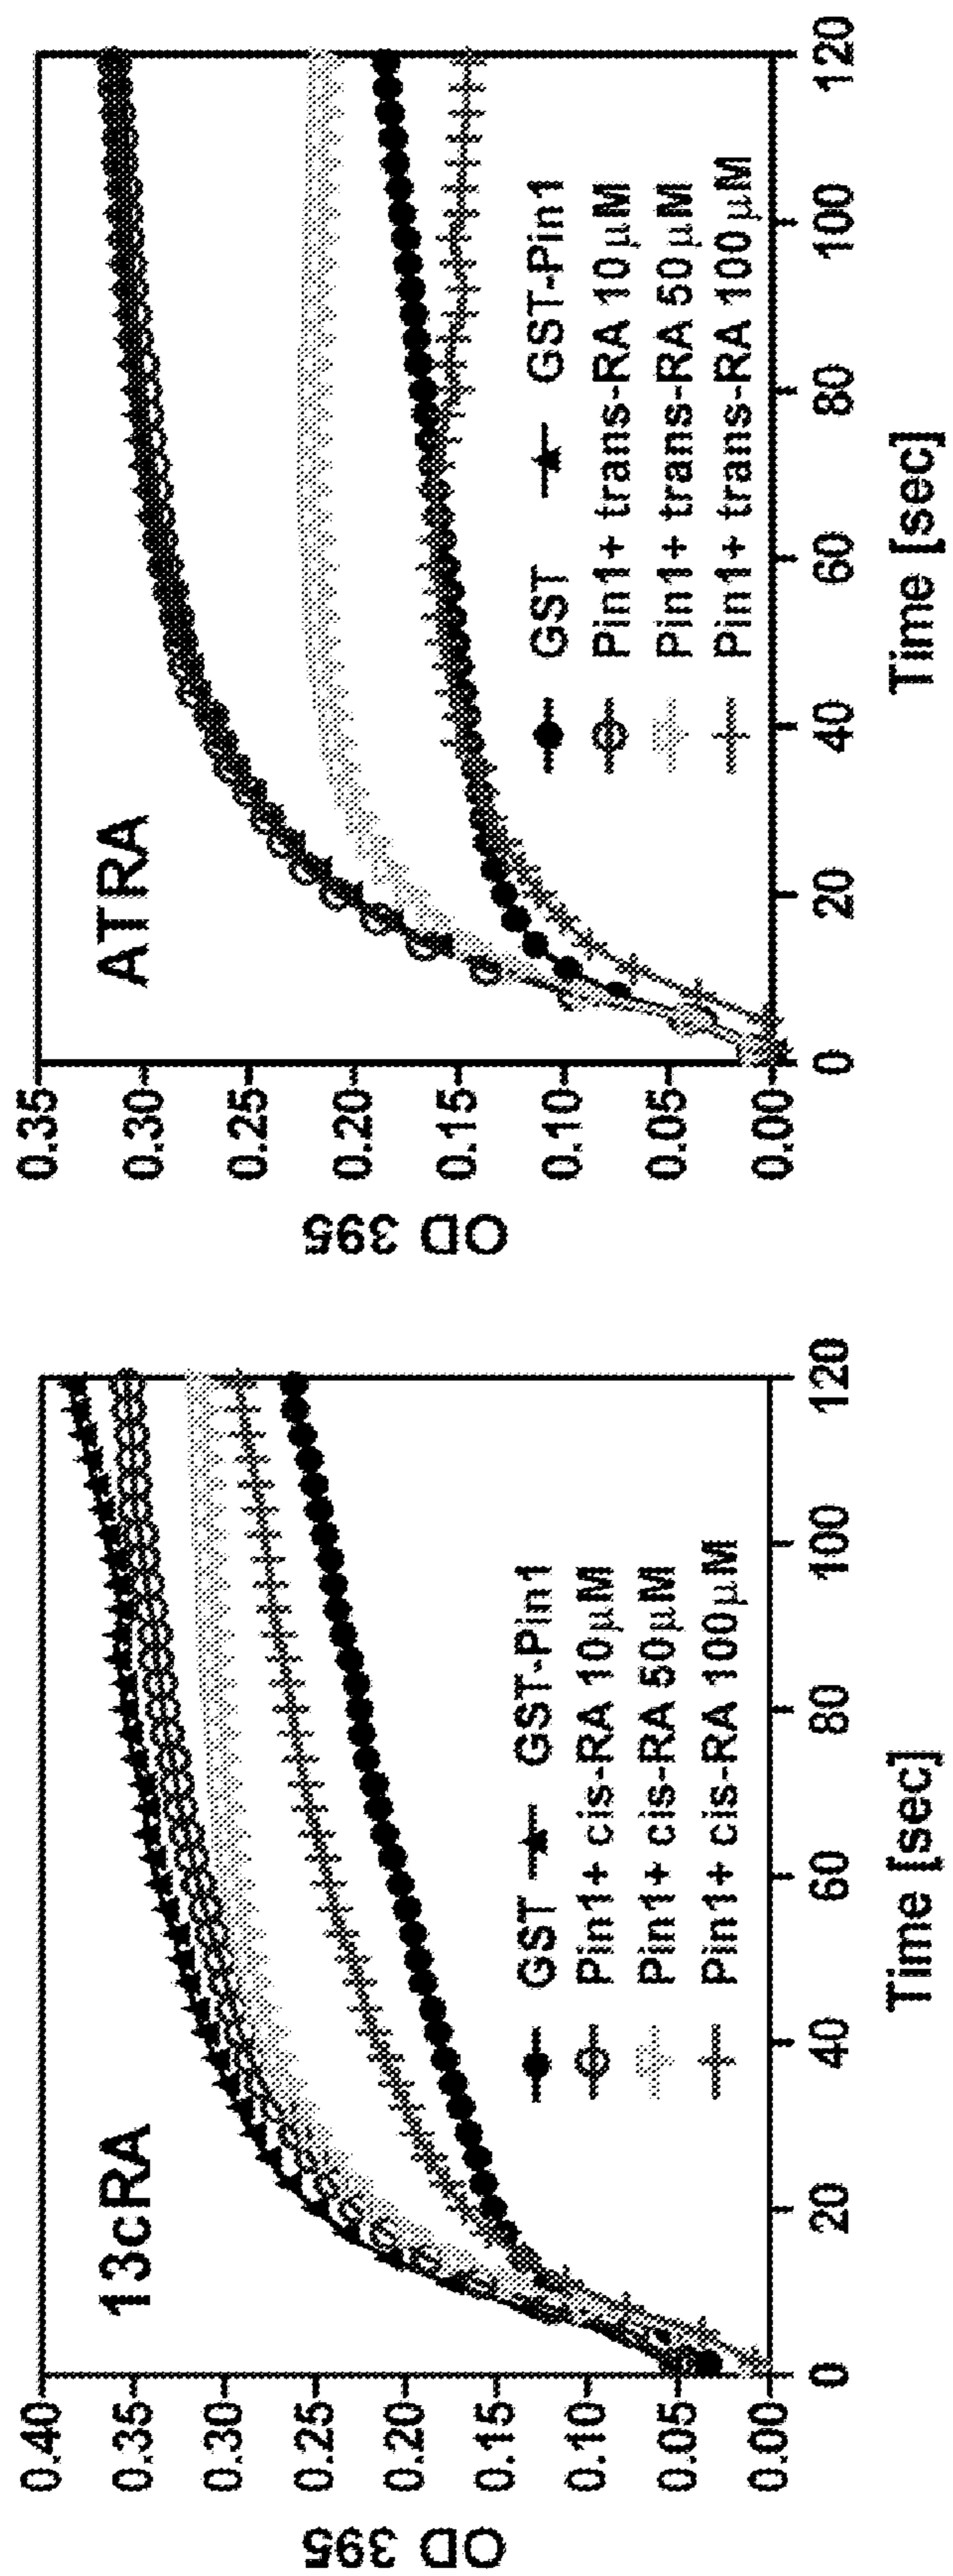 13cRA
OD 395
0.40
0.35
0.30
0.25
0.20
0.15
0.10
0.05
0.00
0 20 40 60 80 100 120
Time [sec]
GST GST-Pin1
Pin1+ cis-RA 10μM
Pin1+ cis-RA 50μM
Pin1+ cis-RA 100μM
ATRA
OD 395
0.35
0.30
0.25
0.20
0.15
0.10
0.05
0.00
0 20 40 60 80 100 120
Time [sec]
GST GST-Pin1
Pin1+ trans-RA 10μM
Pin1+ trans-RA 50μM
Pin1+ trans-RA 100μM